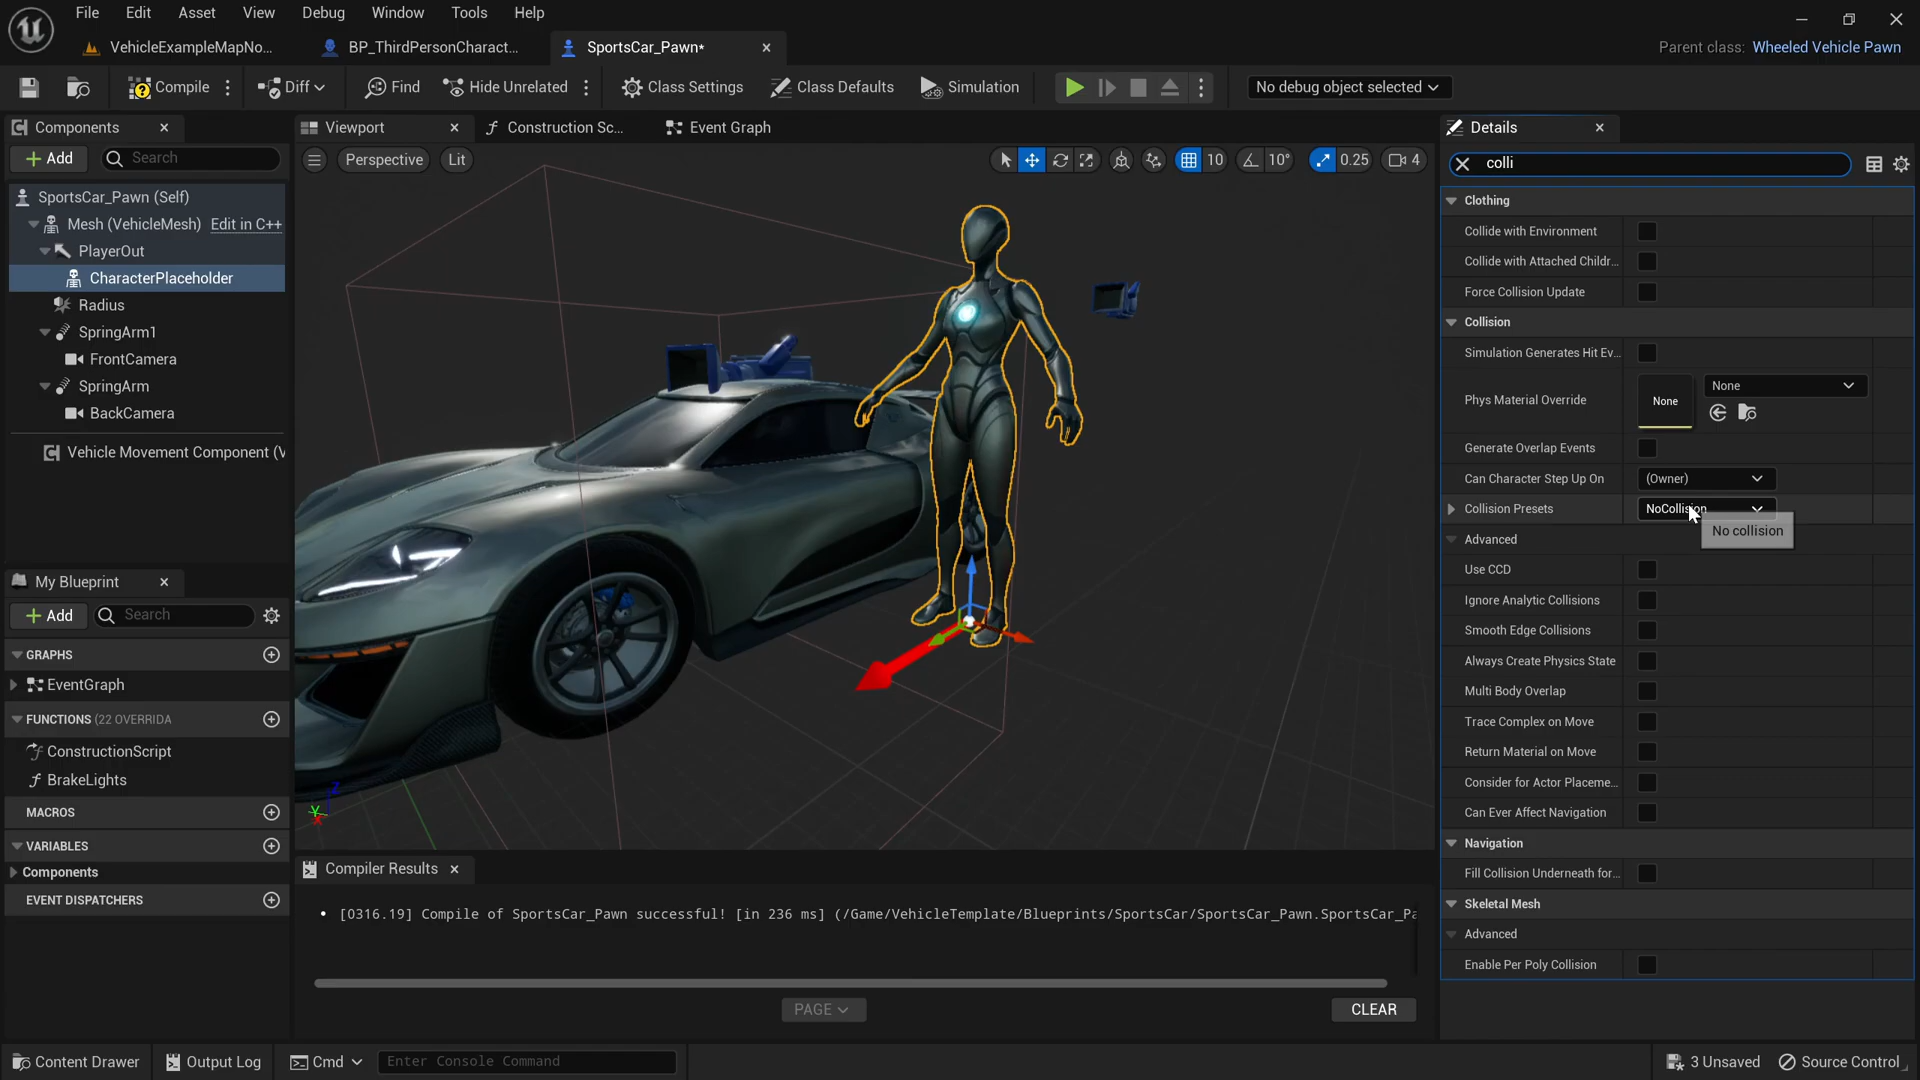 File Edit Asset View Debug Window Tools Help
VehicleExampleMapNo... BP_ThirdPersonCharact... SportsCar_Pawn* Parent class: Wheeled Vehicle Pawn
Compile Diff Find Hide Unrelated Class Settings Class Defaults Simulation No debug object selected
Components
Add Search
SportsCar_Pawn (Self)
Mesh (VehicleMesh) Edit in C++
PlayerOut
CharacterPlaceholder
Radius
SpringArm1
FrontCamera
SpringArm
BackCamera
Vehicle Movement Component (V
My Blueprint
Add Search
GRAPHS
EventGraph
FUNCTIONS (22 OVERRIDA
ConstructionScript
BrakeLights
MACROS
VARIABLES
Components
EVENT DISPATCHERS
Viewport Construction Sc... Event Graph
Perspective Lit 10 10° 0.25 4
Z
Y
X
Compiler Results
[0316.19] Compile of SportsCar_Pawn successful! [in 236 ms] (/Game/VehicleTemplate/Blueprints/SportsCar/SportsCar_Pawn.SportsCar_Pa
PAGE CLEAR
Details
colli
Clothing
Collide with Environment
Collide with Attached Childr...
Force Collision Update
Collision
Simulation Generates Hit Ev...
Phys Material Override None None
Generate Overlap Events
Can Character Step Up On (Owner)
Collision Presets NoCollision
No collision
Advanced
Use CCD
Ignore Analytic Collisions
Smooth Edge Collisions
Always Create Physics State
Multi Body Overlap
Trace Complex on Move
Return Material on Move
Consider for Actor Placeme...
Can Ever Affect Navigation
Navigation
Fill Collision Underneath for...
Skeletal Mesh
Advanced
Enable Per Poly Collision
Content Drawer Output Log Cmd Enter Console Command 3 Unsaved Source Control